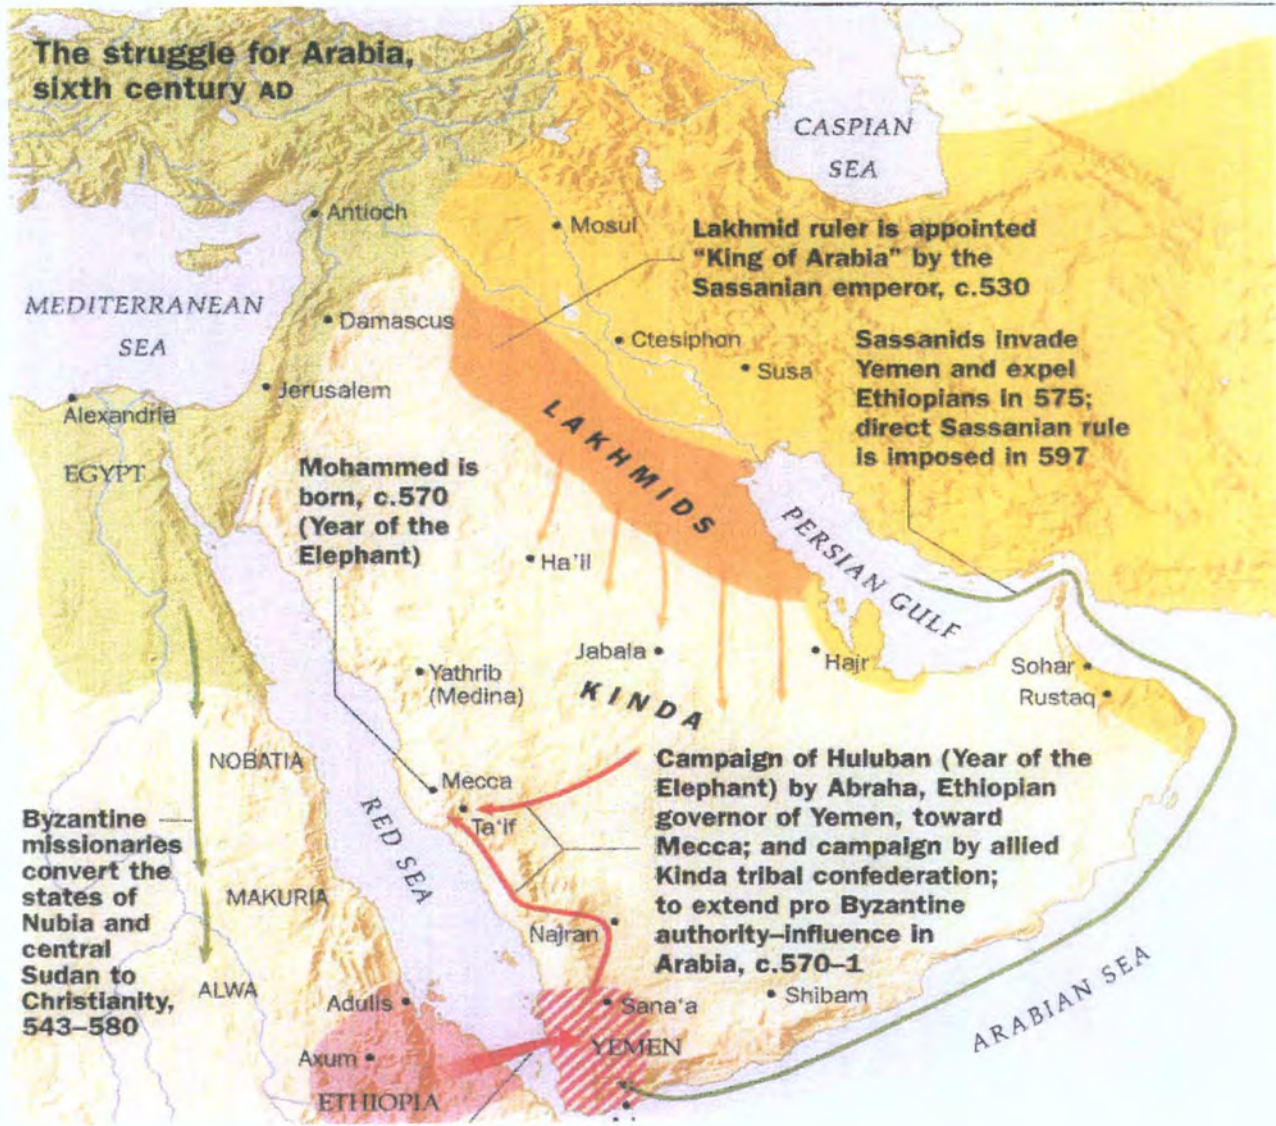 The struggle for Arabia,
sixth century AD
CASPIAN
SEA
Antioch
Mosul
Lakhmid ruler is appointed
“King of Arabia” by the
Sassanian emperor, c.530
MEDITERRANEAN
SEA
Damascus
Ctesiphon
Susa
Sassanids invade
Yemen and expel
Ethiopians in 575;
direct Sassanian rule
is imposed in 597
Jerusalem
Alexandria
EGYPT
LAKHMIDS
Mohammed is
born, c.570
(Year of the
Elephant)
PERSIAN GULF
Ha'il
Jabala
Hajr
Sohar
Rustaq
Yathrib
(Medina)
KINDA
NOBATIA
Mecca
Ta'if
RED SEA
Campaign of Huluban (Year of the
Elephant) by Abraha, Ethiopian
governor of Yemen, toward
Mecca; and campaign by allied
Kinda tribal confederation;
to extend pro Byzantine
authority–influence in
Arabia, c.570–1
Byzantine
missionaries
convert the
states of
Nubia and
central
Sudan to
Christianity,
543–580
MAKURIA
Najran
ALWA
Adulis
Sana'a
Shibam
ARABIAN SEA
Axum
YEMEN
ETHIOPIA